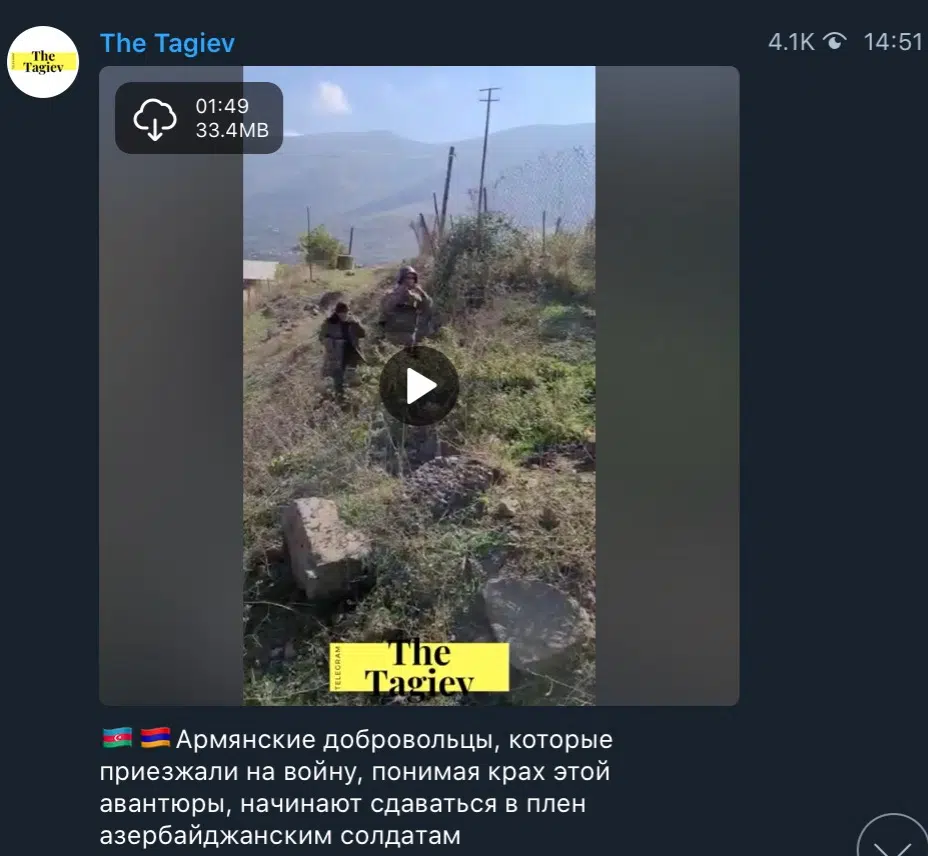 The Tagiev
4.1K 14:51
The
Tagiev
01:49
33.4MB
TELEGRAM
The
Tagiev
🇦🇿 🇦🇲Армянские добровольцы, которые
приезжали на войну, понимая крах этой
авантюры, начинают сдаваться в плен
азербайджанским солдатам